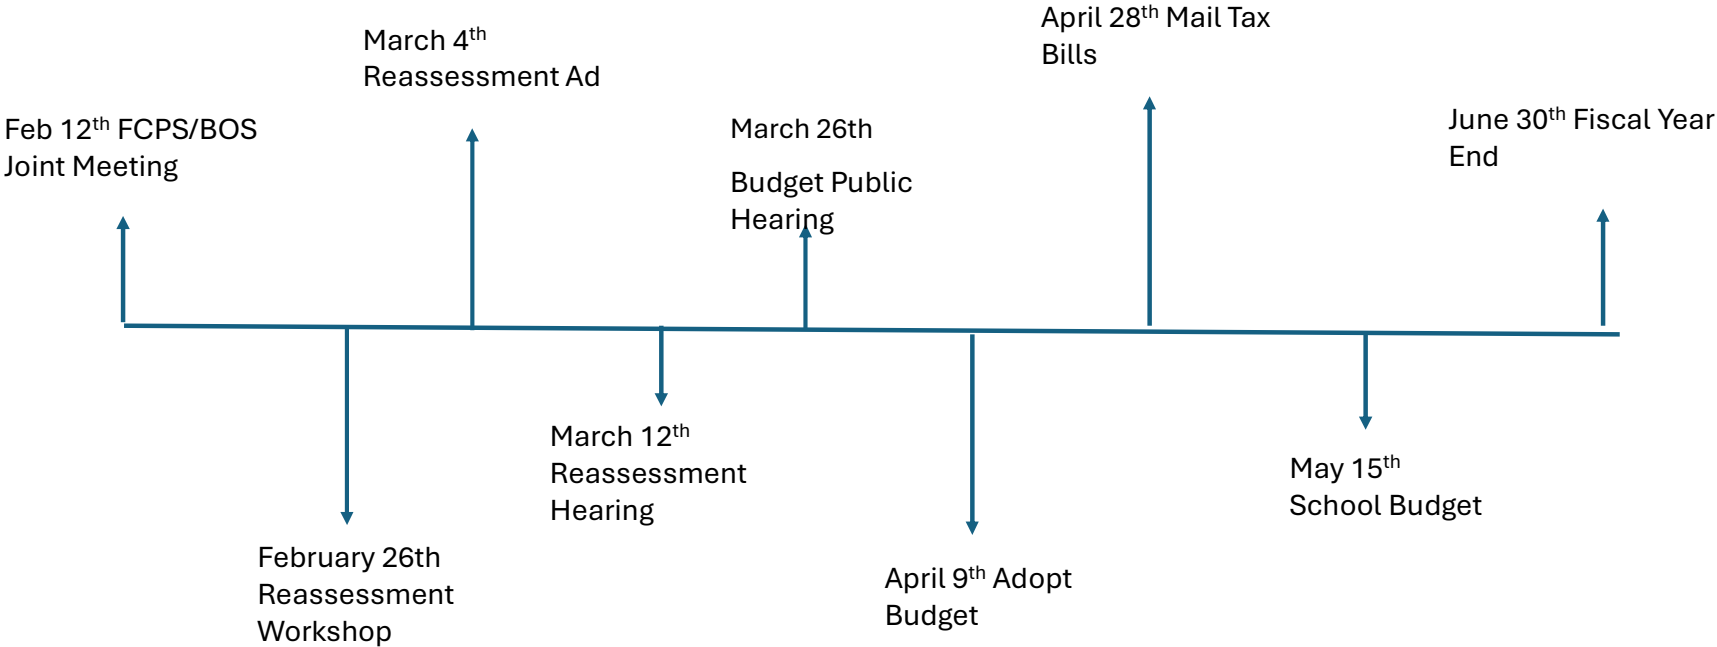 Feb 12th FCPS/BOS
Joint Meeting
February 26th
Reassessment
Workshop
March 4th
Reassessment Ad
March 12th
Reassessment
Hearing
March 26th
Budget Public
Hearing
April 9th Adopt
Budget
April 28th Mail Tax
Bills
May 15th
School Budget
June 30th Fiscal Year
End